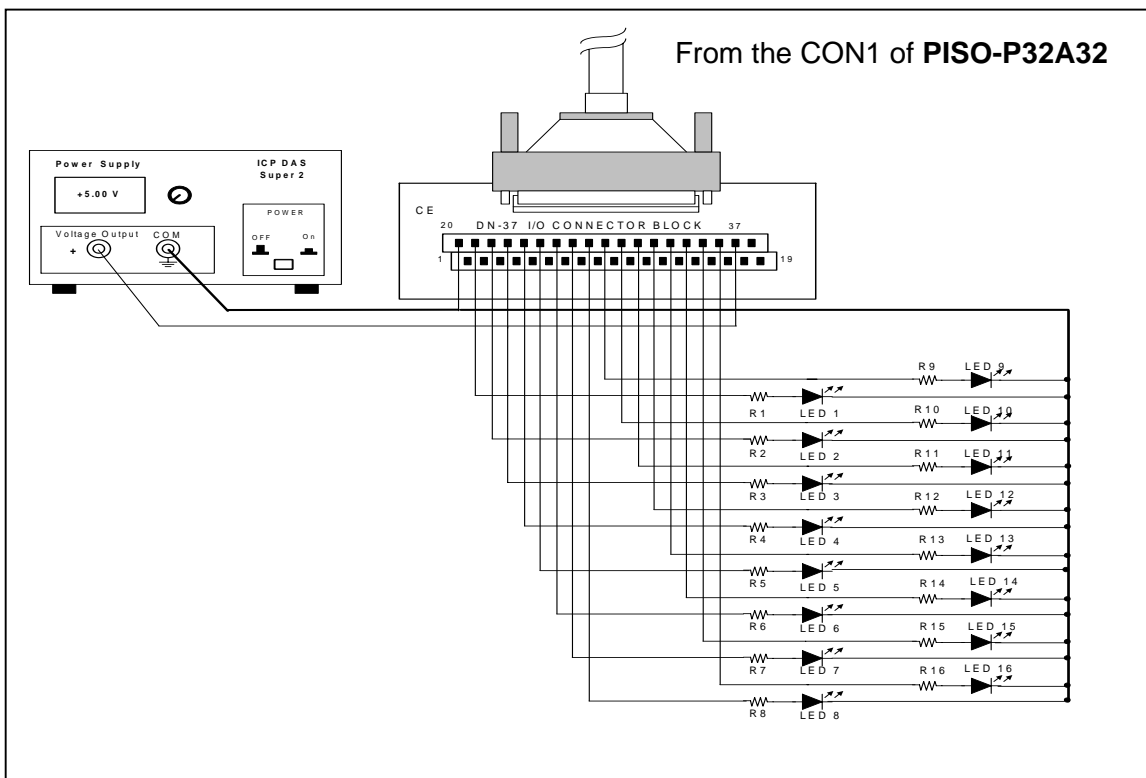 From the CON1 of PISO-P32A32
Power Supply
ICP DAS
Super 2
+5.00 V
POWER
OFF
On
Voltage Output
COM
+
CE
20 DN-37 I/O CONNECTOR BLOCK 37
1
19
R9 LED 9
R1 LED 1
R10 LED 10
R2 LED 2
R11 LED 11
R3 LED 3
R12 LED 12
R4 LED 4
R13 LED 13
R5 LED 5
R14 LED 14
R6 LED 6
R15 LED 15
R7 LED 7
R16 LED 16
R8 LED 8